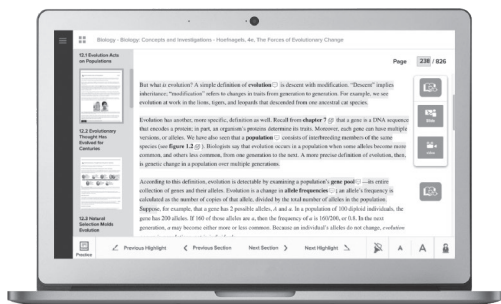 Biology - Biology: Concepts and Investigations - Hoefnagels, 4e, The Forces of Evolutionary Change
12.1 Evolution Acts
on Populations
12.2 Evolutionary
Thought Has
Evolved for
Centuries
12.3 Natural
Selection Molds
Evolution
Page 238 / 826
But what is evolution? A simple definition of evolution is descent with modification. "Descent" implies
inheritance; "modification" refers to changes in traits from generation to generation. For example, we see
evolution at work in the lions, tigers, and leopards that descended from one ancestral cat species.
Evolution has another, more specific, definition as well. Recall from chapter 7 that a gene is a DNA sequence
that encodes a protein; in part, an organism's proteins determine its traits. Moreover, each gene can have multiple
versions, or alleles. We have also seen that a population consists of interbreeding members of the same
species (see figure 1.2). Biologists say that evolution occurs in a population when some alleles become more
common, and others less common, from one generation to the next. A more precise definition of evolution, then,
is genetic change in a population over multiple generations.
According to this definition, evolution is detectable by examining a population's gene pool —its entire
collection of genes and their alleles. Evolution is a change in allele frequencies; an allele's frequency is
calculated as the number of copies of that allele, divided by the total number of alleles in the population.
Suppose, for example, that a gene has 2 possible alleles, A and a. In a population of 100 diploid individuals, the
gene has 200 alleles. If 160 of those alleles are a, then the frequency of a is 160/200, or 0.8. In the next
generation, a may become either more or less common. Because an individual's alleles do not change, evolution
Slide
Practice
Previous Highlight
Previous Section
Next Section
Next Highlight
A
A